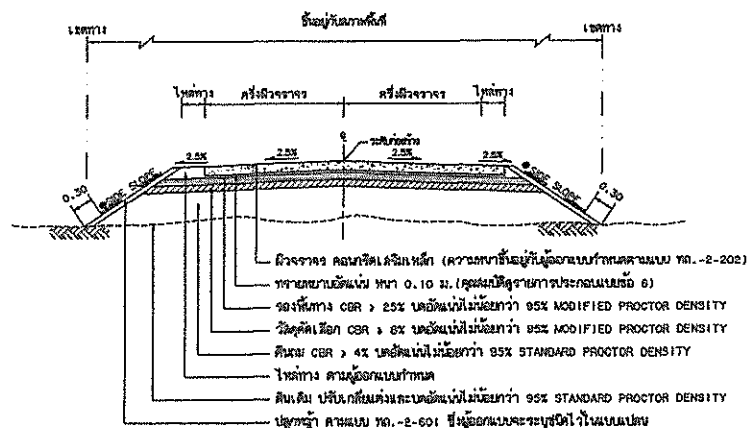 ขึ้นอยู่กับสภาพพื้นที่
เขตทาง
เขตทาง
ไหล่ทาง
ครึ่งผิวจราจร
ครึ่งผิวจราจร
ไหล่ทาง
ระดับก่อสร้าง
2.5%
2.5%
2.5%
2.5%
SIDE SLOPE
SIDE SLOPE
0.30
0.30
ผิวจราจร คอนกรีตเสริมเหล็ก (ความหนาขึ้นอยู่กับผู้ออกแบบกำหนดตามแบบ ทถ.-2-202)
ทรายหยาบอัดแน่น หนา 0.10 ม.(คุณสมบัติดูรายการประกอบแบบข้อ 6)
รองพื้นทาง CBR > 25% บดอัดแน่นไม่น้อยกว่า 95% MODIFIED PROCTOR DENSITY
วัสดุคัดเลือก CBR > 8% บดอัดแน่นไม่น้อยกว่า 95% MODIFIED PROCTOR DENSITY
ดินถม CBR > 4% บดอัดแน่นไม่น้อยกว่า 95% STANDARD PROCTOR DENSITY
ไหล่ทาง ตามผู้ออกแบบกำหนด
ดินเดิม ปรับเกลี่ยแต่งและบดอัดแน่นไม่น้อยกว่า 95% STANDARD PROCTOR DENSITY
ปลูกหญ้า ตามแบบ ทถ.-2-601 ซึ่งผู้ออกแบบจะระบุชนิดไว้ในแบบแปลน